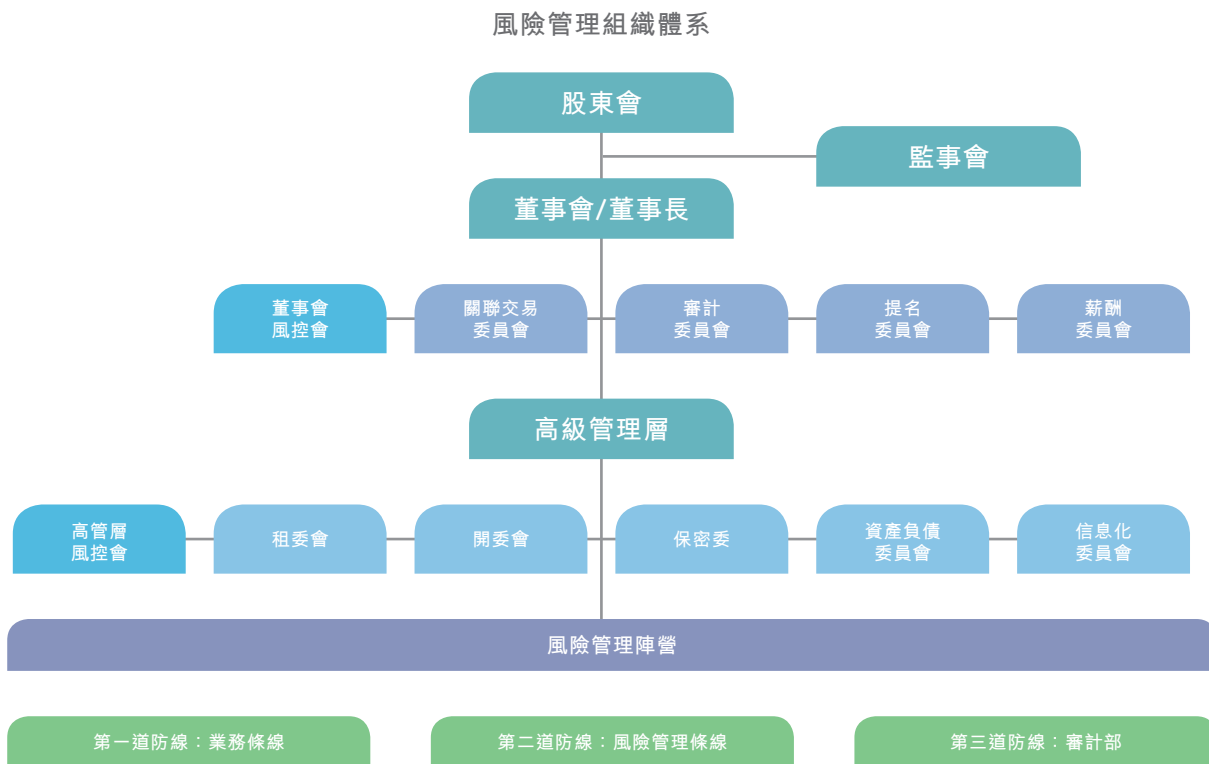 風險管理組織體系
股東會
監事會
董事會/董事長
董事會
風控會
關聯交易
委員會
審計
委員會
提名
委員會
薪酬
委員會
高級管理層
高管層
風控會
租委會
開委會
保密委
資產負債
委員會
信息化
委員會
風險管理陣營
第一道防線：業務條線
第二道防線：風險管理條線
第三道防線：審計部